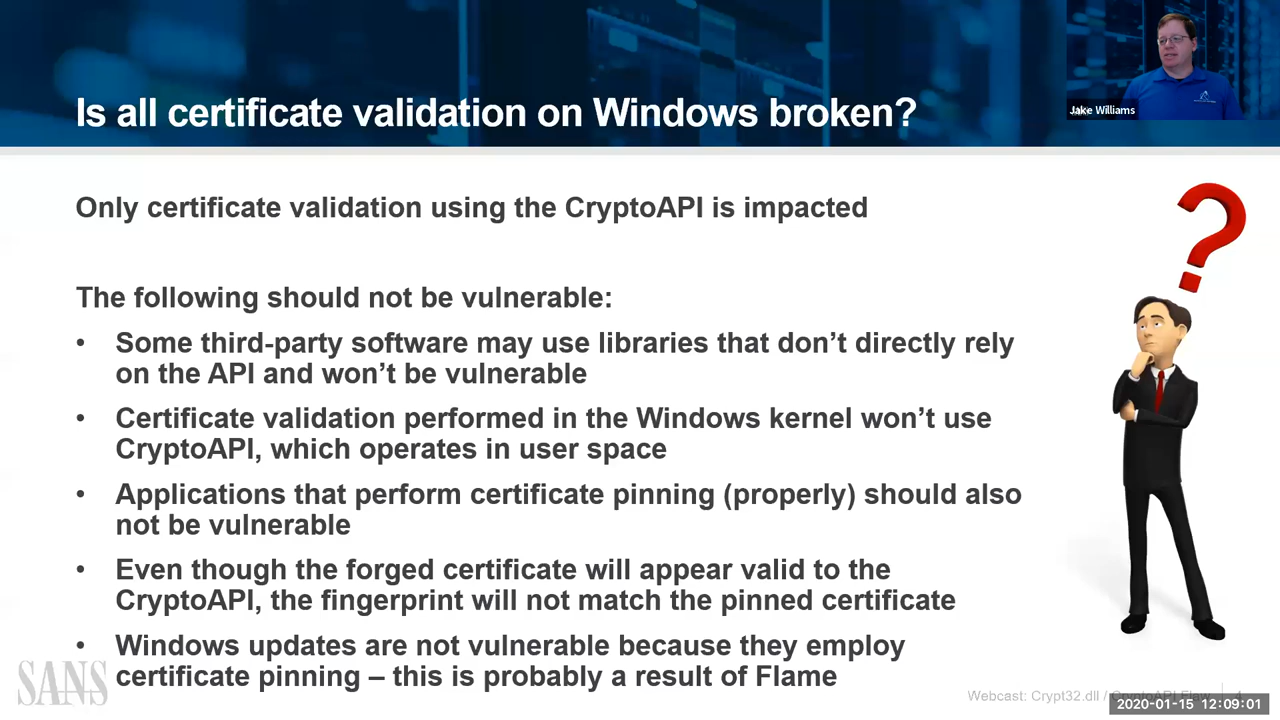 Is all certificate validation on Windows broken?
Jake Williams
Only certificate validation using the CryptoAPI is impacted
The following should not be vulnerable:
• Some third-party software may use libraries that don’t directly rely
on the API and won’t be vulnerable
• Certificate validation performed in the Windows kernel won’t use
CryptoAPI, which operates in user space
• Applications that perform certificate pinning (properly) should also
not be vulnerable
• Even though the forged certificate will appear valid to the
CryptoAPI, the fingerprint will not match the pinned certificate
• Windows updates are not vulnerable because they employ
certificate pinning – this is probably a result of Flame
SANS
Webcast: Crypt32.dll / CryptoAPI Flaw 4
2020-01-15 12:09:01